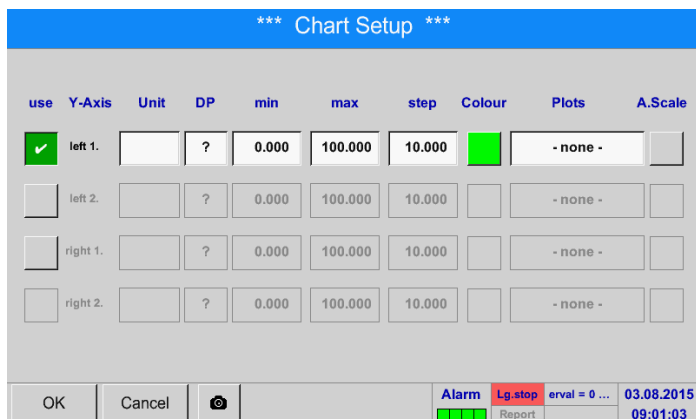 *** Chart Setup ***
use Y-Axis Unit DP min max step Colour Plots A.Scale
left 1. ? 0.000 100.000 10.000 - none -
left 2. ? 0.000 100.000 10.000 - none -
right 1. ? 0.000 100.000 10.000 - none -
right 2. ? 0.000 100.000 10.000 - none -
OK Cancel Alarm Lg.stop erval = 0 ... 03.08.2015
Report 09:01:03